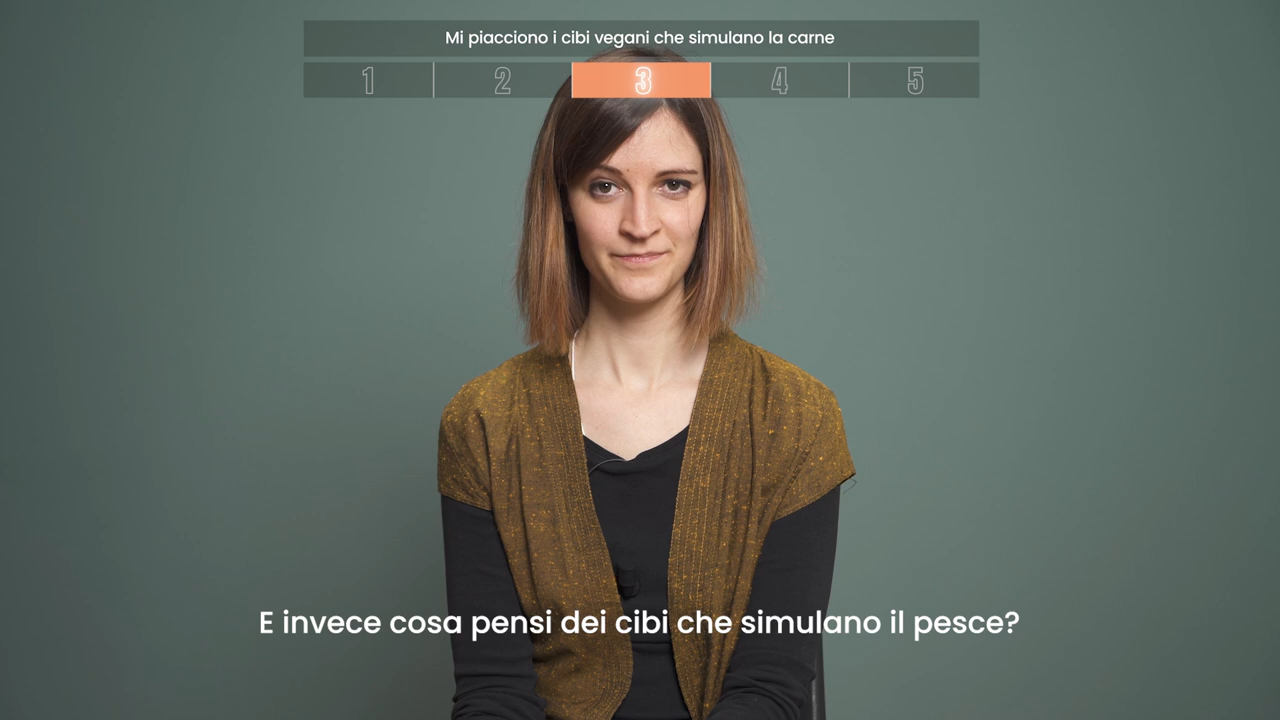 Mi piacciono i cibi vegani che simulano la carne
1 2 3 4 5
E invece cosa pensi dei cibi che simulano il pesce?